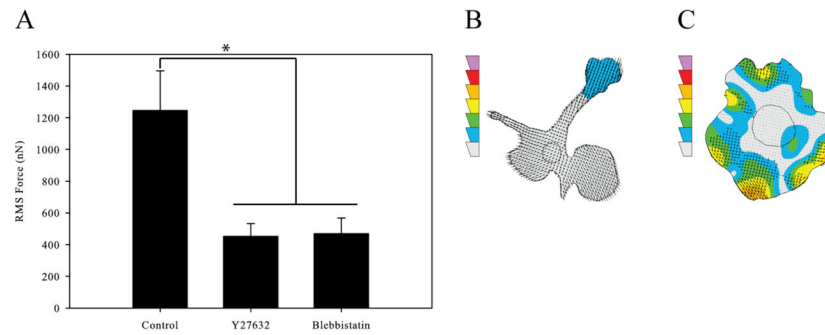 A
B
C
*
1600
1400
1200
1000
800
600
400
200
0
RMS Force (nN)
Control
Y27632
Blebbistatin